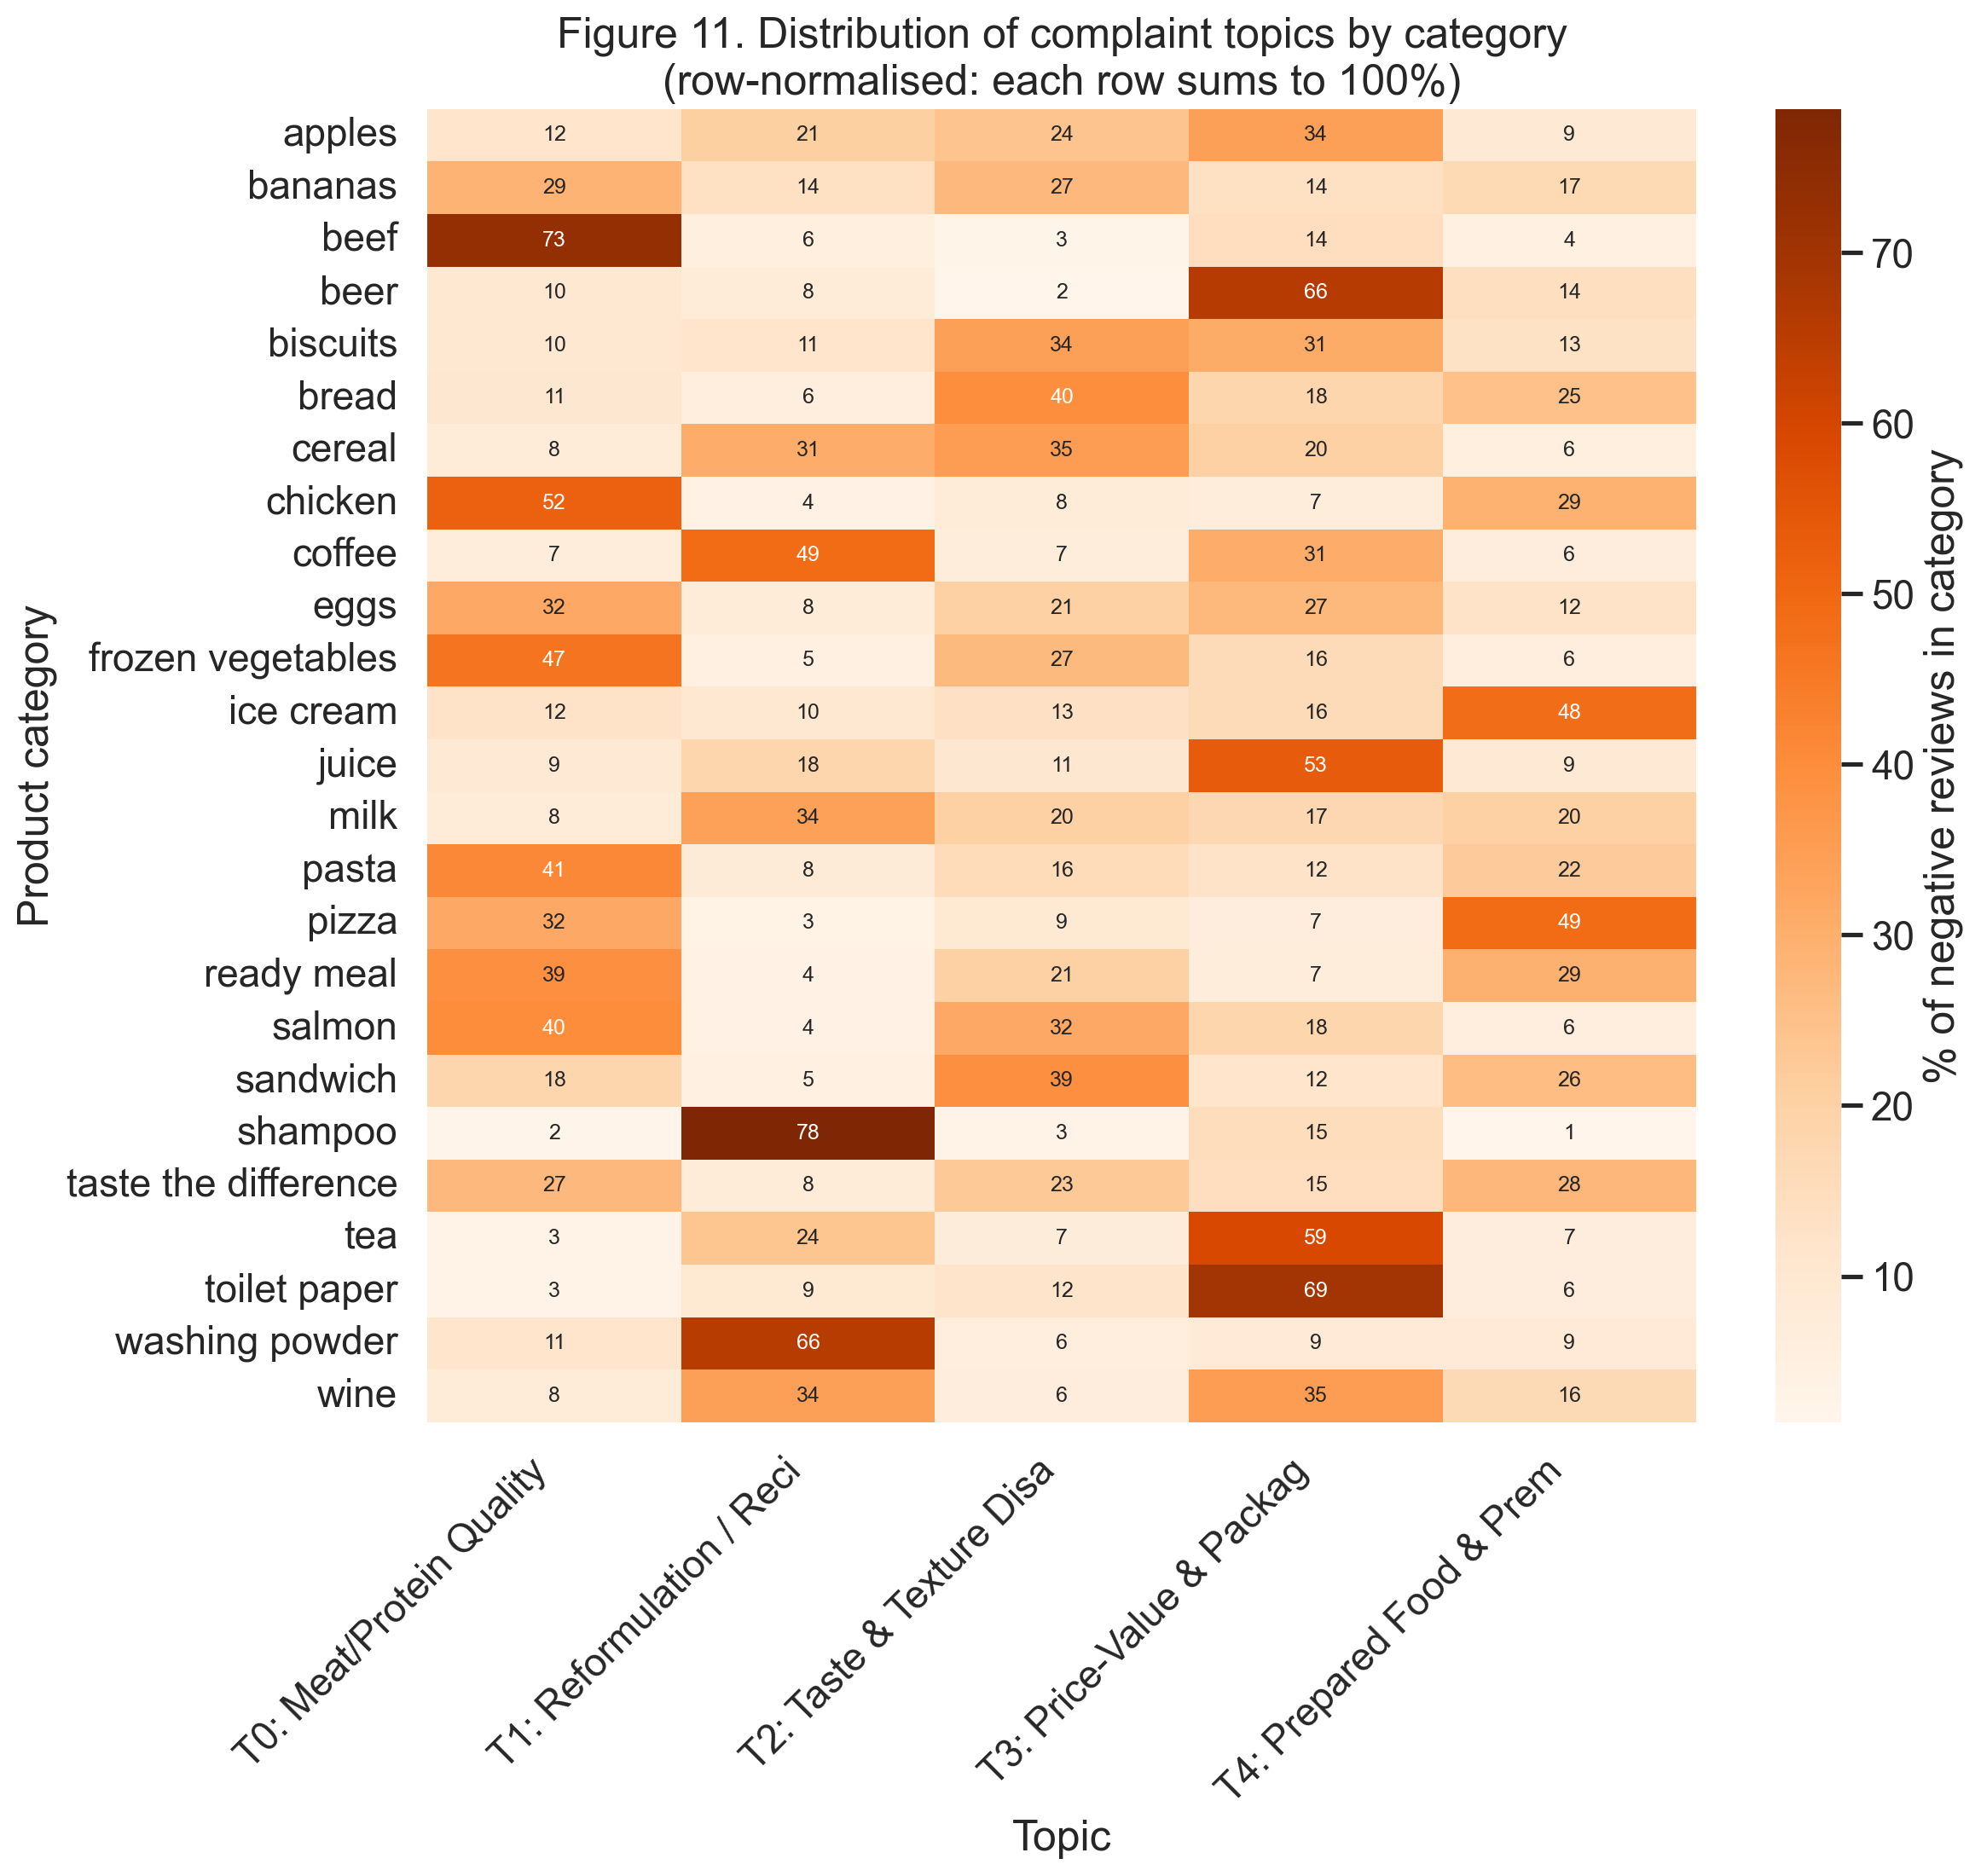 Figure 11. Distribution of complaint topics by category
(row-normalised: each row sums to 100%)
apples 12 21 24 34 9
bananas 29 14 27 14 17
beef 73 6 3 14 4
beer 10 8 2 66 14
biscuits 10 11 34 31 13
bread 11 6 40 18 25
cereal 8 31 35 20 6
chicken 52 4 8 7 29
coffee 7 49 7 31 6
eggs 32 8 21 27 12
frozen vegetables 47 5 27 16 6
ice cream 12 10 13 16 48
juice 9 18 11 53 9
milk 8 34 20 17 20
pasta 41 8 16 12 22
pizza 32 3 9 7 49
ready meal 39 4 21 7 29
salmon 40 4 32 18 6
sandwich 18 5 39 12 26
shampoo 2 78 3 15 1
taste the difference 27 8 23 15 28
tea 3 24 7 59 7
toilet paper 3 9 12 69 6
washing powder 11 66 6 9 9
wine 8 34 6 35 16
Product category
T0: Meat/Protein Quality
T1: Reformulation / Reci
T2: Taste & Texture Disa
T3: Price-Value & Packag
T4: Prepared Food & Prem
Topic
70
60
50
40
30
20
10
% of negative reviews in category